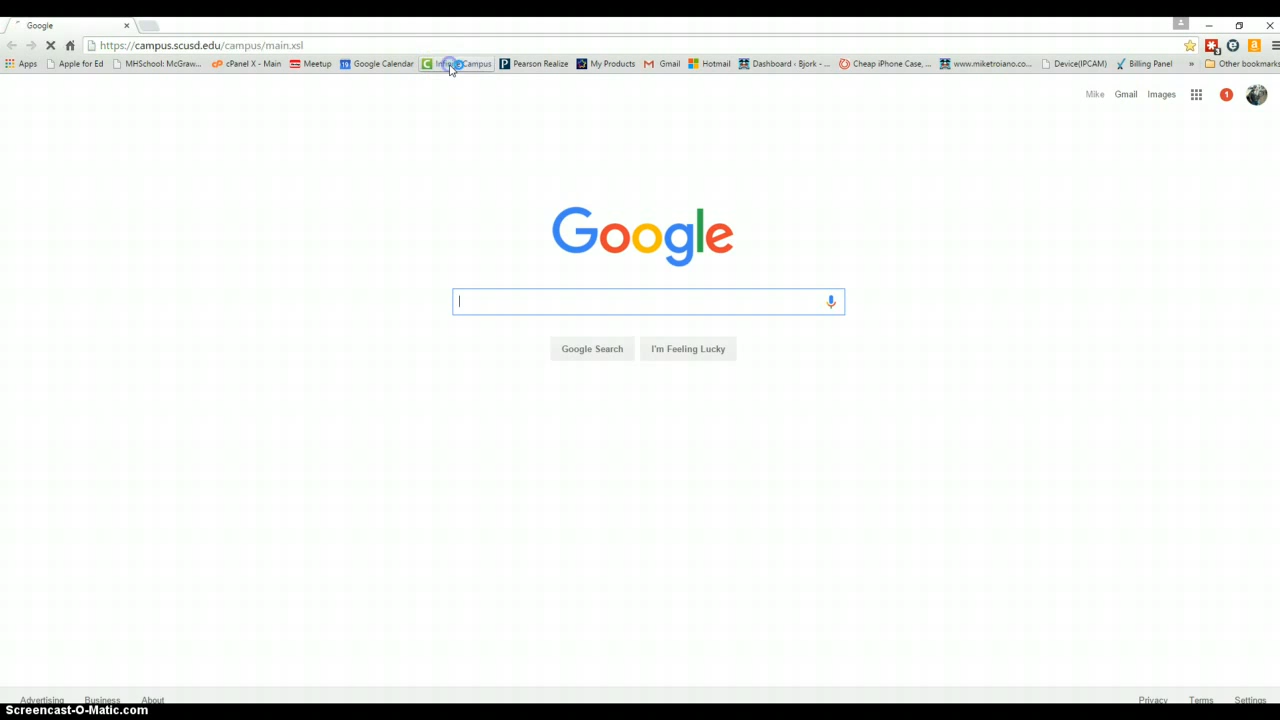 Google
https://campus.scusd.edu/campus/main.xsl
Apps Apple for Ed MHSchool: McGraw... cPanel X - Main Meetup Google Calendar Campus Pearson Realize My Products Gmail Hotmail Dashboard ‹ Bjork - ... Cheap iPhone Case, ... www.miketroiano.co... Device(IPCAM) Billing Panel » Other bookmarks
Mike Gmail Images 1
Google
Google Search I'm Feeling Lucky
Advertising Business About Privacy Terms Settings
Screencast-O-Matic.com